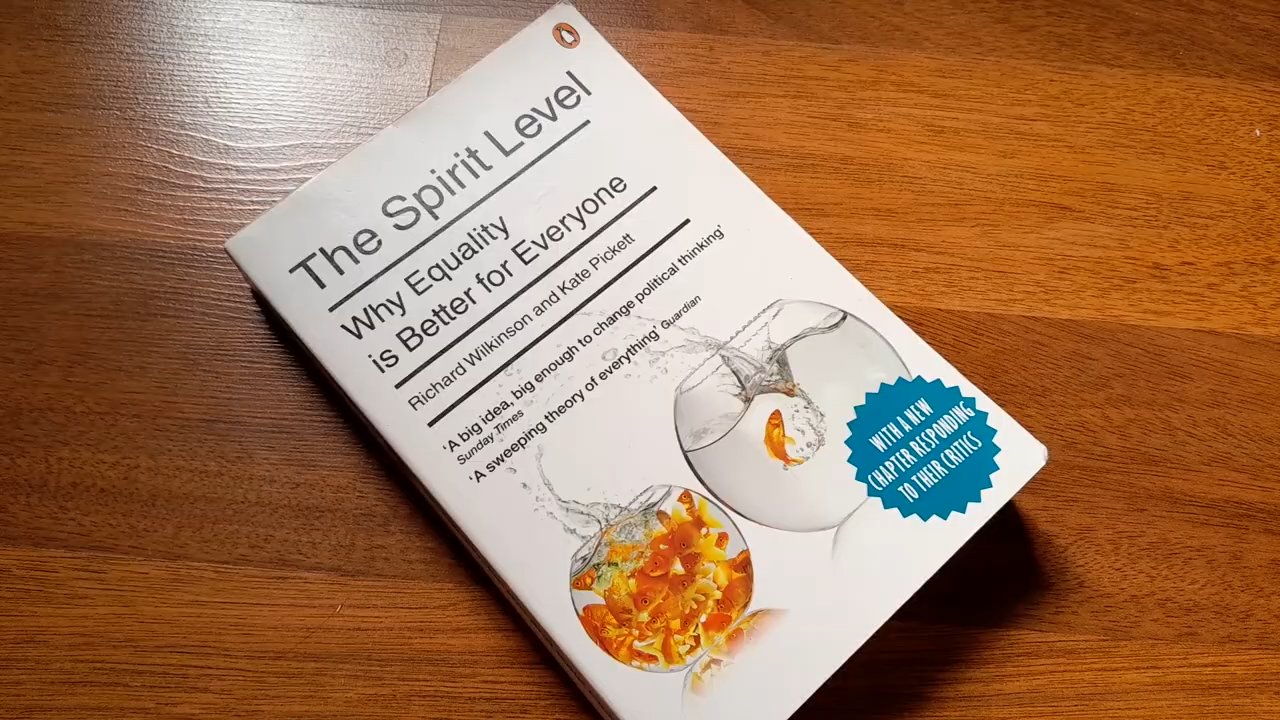 The Spirit Level
Why Equality
is Better for Everyone
Richard Wilkinson and Kate Pickett
‘A big idea, big enough to change political thinking’
Sunday Times
‘A sweeping theory of everything’ Guardian
WITH A NEW
CHAPTER RESPONDING
TO THEIR CRITICS